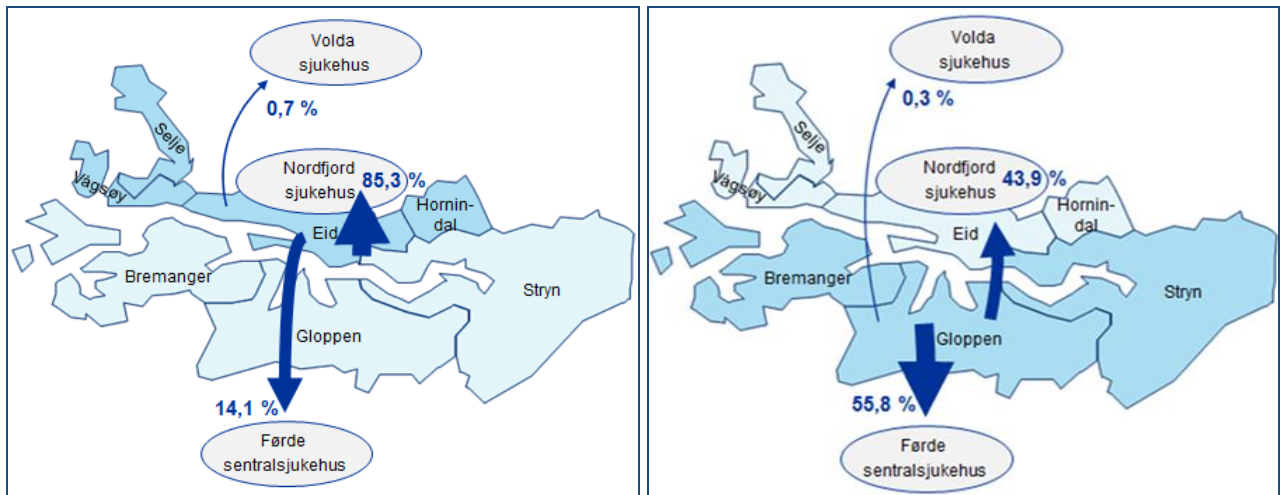 Volda
sjukehus
0,7 %
Selje
Vågsøy
Nordfjord
sjukehus
85,3 %
Hornin-
dal
Eid
Bremanger
Stryn
Gloppen
14,1 %
Førde
sentralsjukehus
Volda
sjukehus
0,3 %
Selje
Vågsøy
Nordfjord
sjukehus
43,9 %
Hornin-
dal
Eid
Bremanger
Stryn
Gloppen
55,8 %
Førde
sentralsjukehus